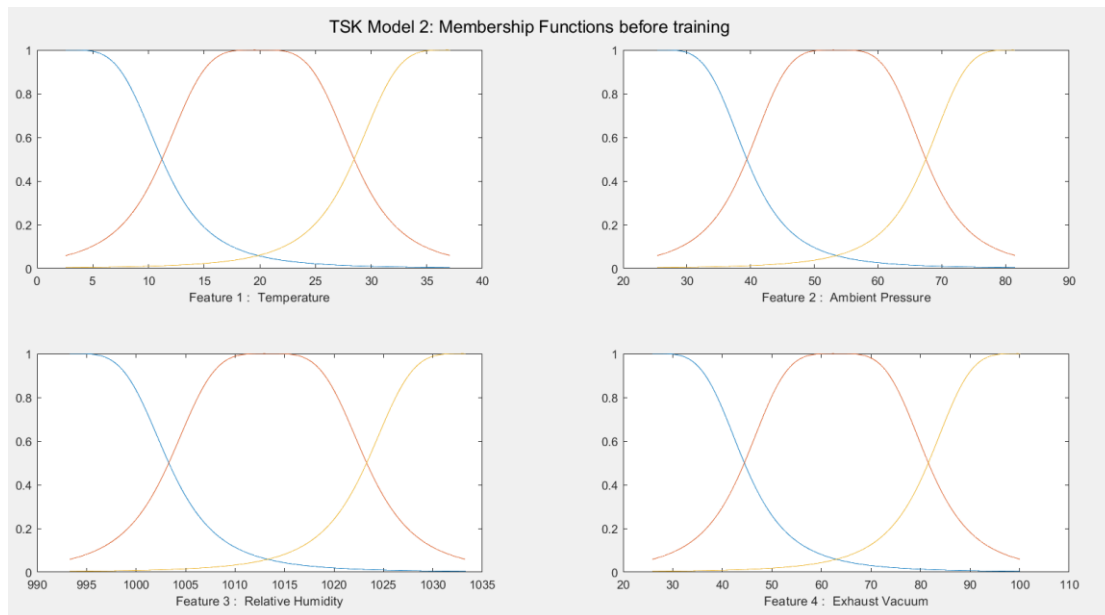 TSK Model 2: Membership Functions before training
1
0.8
0.6
0.4
0.2
0
0 5 10 15 20 25 30 35 40
Feature 1 : Temperature
1
0.8
0.6
0.4
0.2
0
20 30 40 50 60 70 80 90
Feature 2 : Ambient Pressure
1
0.8
0.6
0.4
0.2
0
990 995 1000 1005 1010 1015 1020 1025 1030 1035
Feature 3 : Relative Humidity
1
0.8
0.6
0.4
0.2
0
20 30 40 50 60 70 80 90 100 110
Feature 4 : Exhaust Vacuum